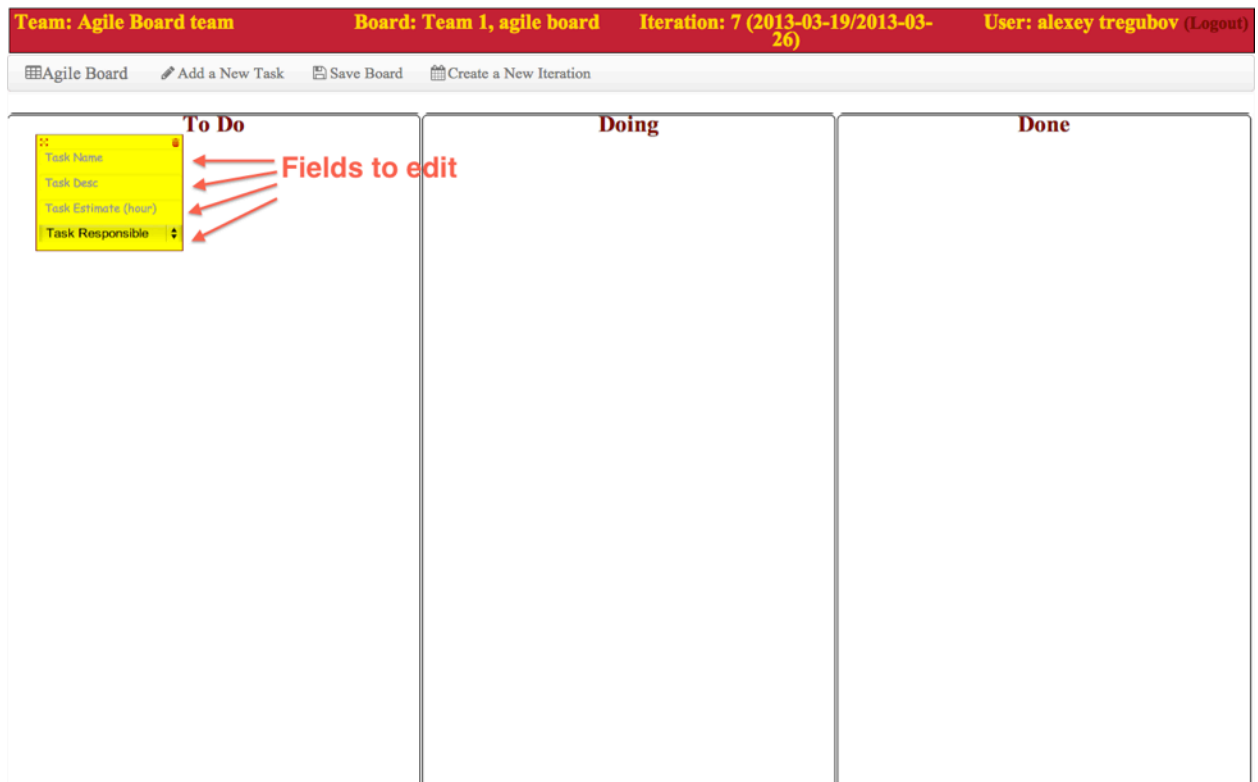 Team: Agile Board team
Board: Team 1, agile board
Iteration: 7 (2013-03-19/2013-03-
26)
User: alexey tregubov (Logout)
Agile Board
Add a New Task
Save Board
Create a New Iteration
To Do
Doing
Done
Task Name
Task Desc
Task Estimate (hour)
Task Responsible
Fields to edit